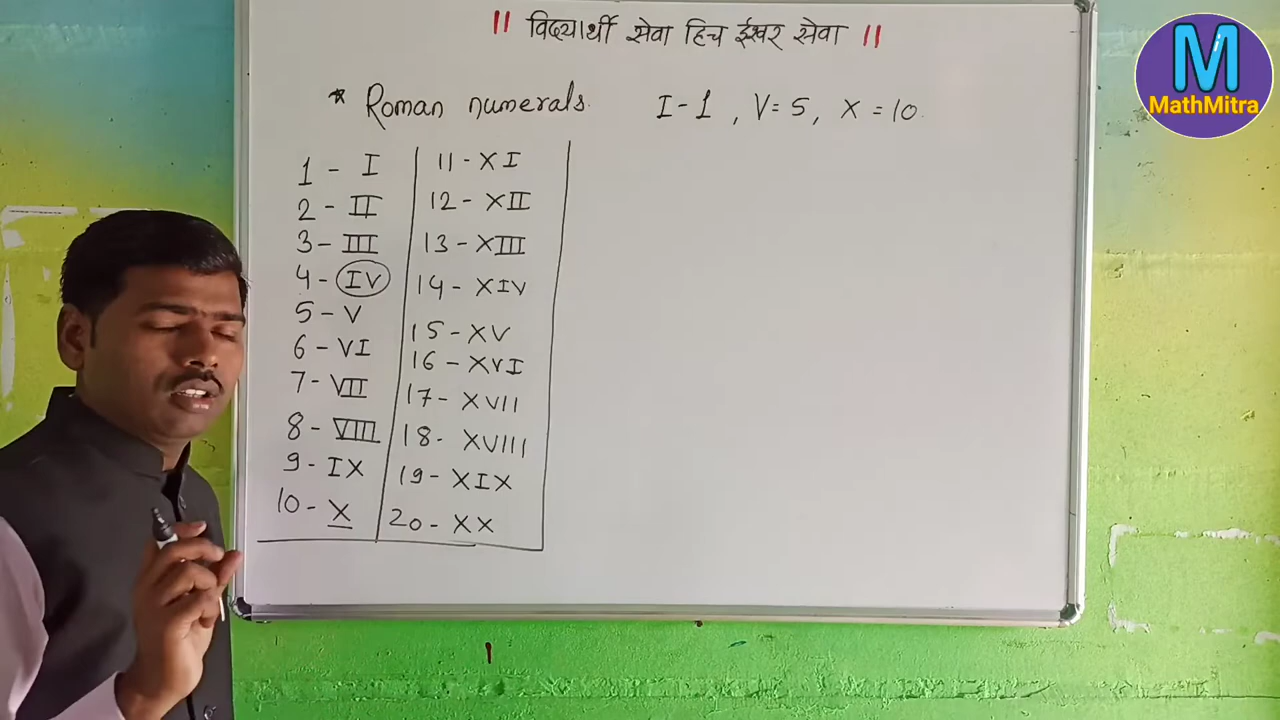 || विद्यार्थी सेवा हिच ईश्वर सेवा ||
M
MathMitra
* Roman numerals.
I - 1 , V = 5, X = 10.
1 - I
2 - II
3 - III
4 - IV
5 - V
6 - VI
7 - VII
8 - VIII
9 - IX
10 - X
11 - XI
12 - XII
13 - XIII
14 - XIV
15 - XV
16 - XVI
17 - XVII
18 - XVIII
19 - XIX
20 - XX